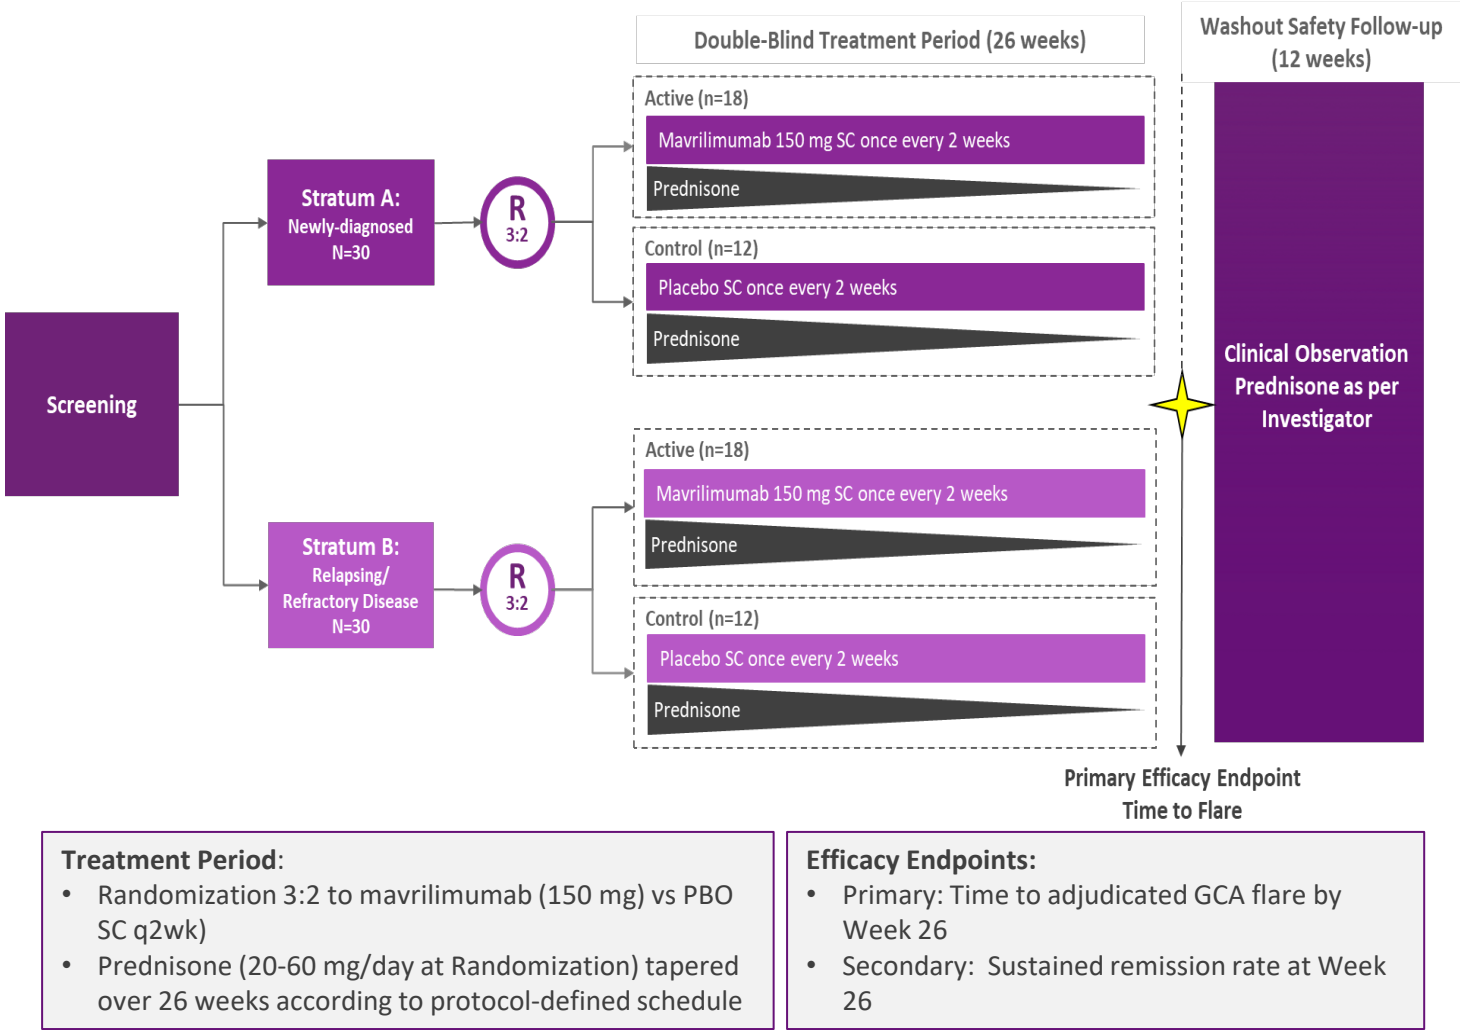 Double-Blind Treatment Period (26 weeks)
Washout Safety Follow-up
(12 weeks)
Screening
Stratum A:
Newly-diagnosed
N=30
R
3:2
Active (n=18)
Mavrilimumab 150 mg SC once every 2 weeks
Prednisone
Control (n=12)
Placebo SC once every 2 weeks
Prednisone
Stratum B:
Relapsing/
Refractory Disease
N=30
R
3:2
Active (n=18)
Mavrilimumab 150 mg SC once every 2 weeks
Prednisone
Control (n=12)
Placebo SC once every 2 weeks
Prednisone
Clinical Observation
Prednisone as per
Investigator
Primary Efficacy Endpoint
Time to Flare
Treatment Period:
• Randomization 3:2 to mavrilimumab (150 mg) vs PBO
SC q2wk)
• Prednisone (20-60 mg/day at Randomization) tapered
over 26 weeks according to protocol-defined schedule
Efficacy Endpoints:
• Primary: Time to adjudicated GCA flare by
Week 26
• Secondary: Sustained remission rate at Week
26